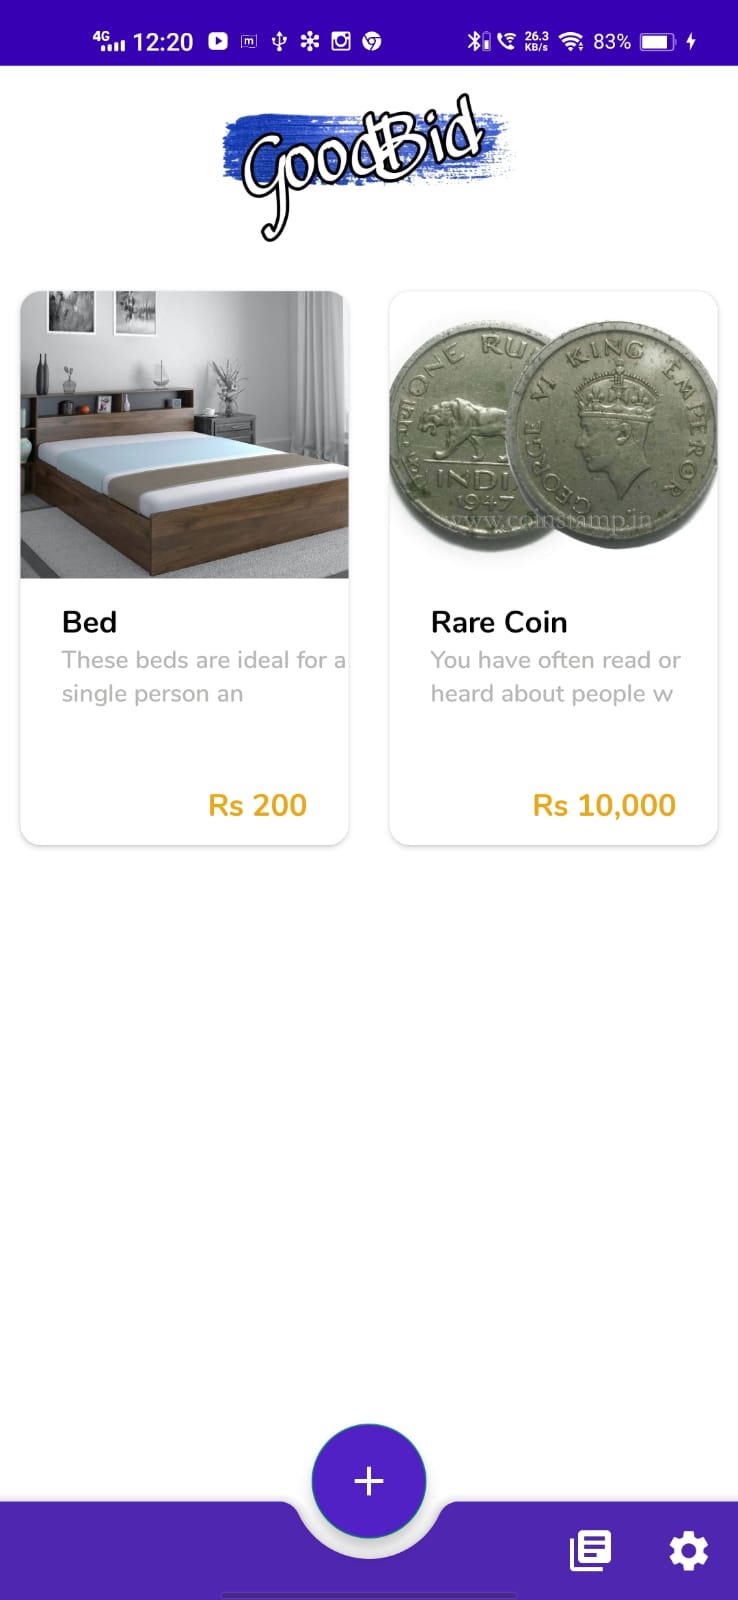 4G 12:20 26.3 KB/s 83%
GoodBid
ONE RU
INDI
1947
GEORGE VI KING EMPEROR
www.coinstamp.in
Bed
These beds are ideal for a
single person an
Rare Coin
You have often read or
heard about people w
Rs 200
Rs 10,000